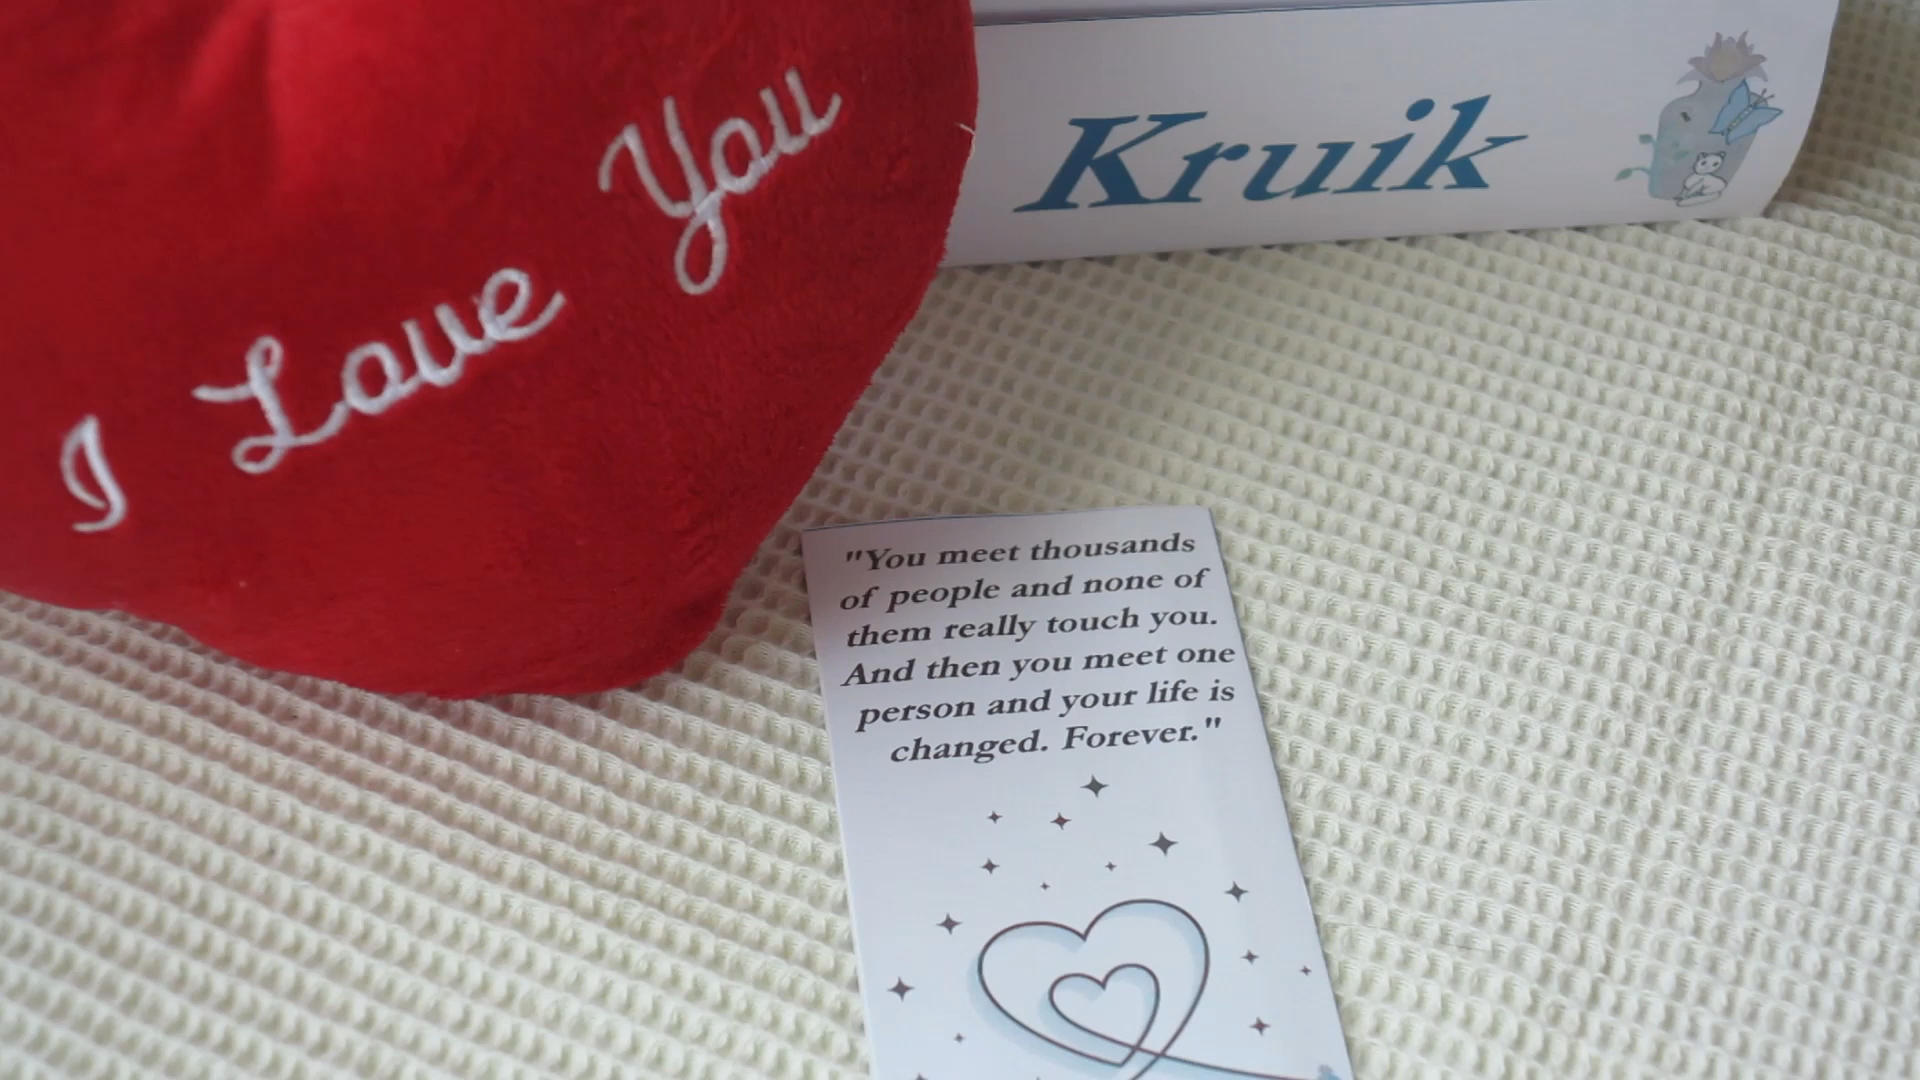 I Love You
Kruik
"You meet thousands
of people and none of
them really touch you.
And then you meet one
person and your life is
changed. Forever."